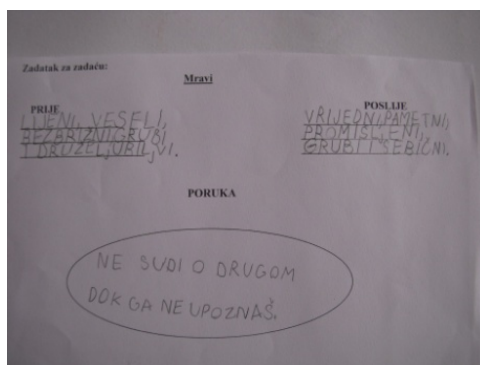 Zadatak za zadaću:
Mravi
PRIJE
LIJENI, VESELI,
BEZBRIŽNI GRUBI
I DRUŽELJUBILJVI.
POSLIJE
VRIJEDNI, PAMETNI,
PROMIŠLJENI,
GRUBI I SEBIČNI.
PORUKA
NE SUDI O DRUGOM
DOK GA NE UPOZNAŠ.